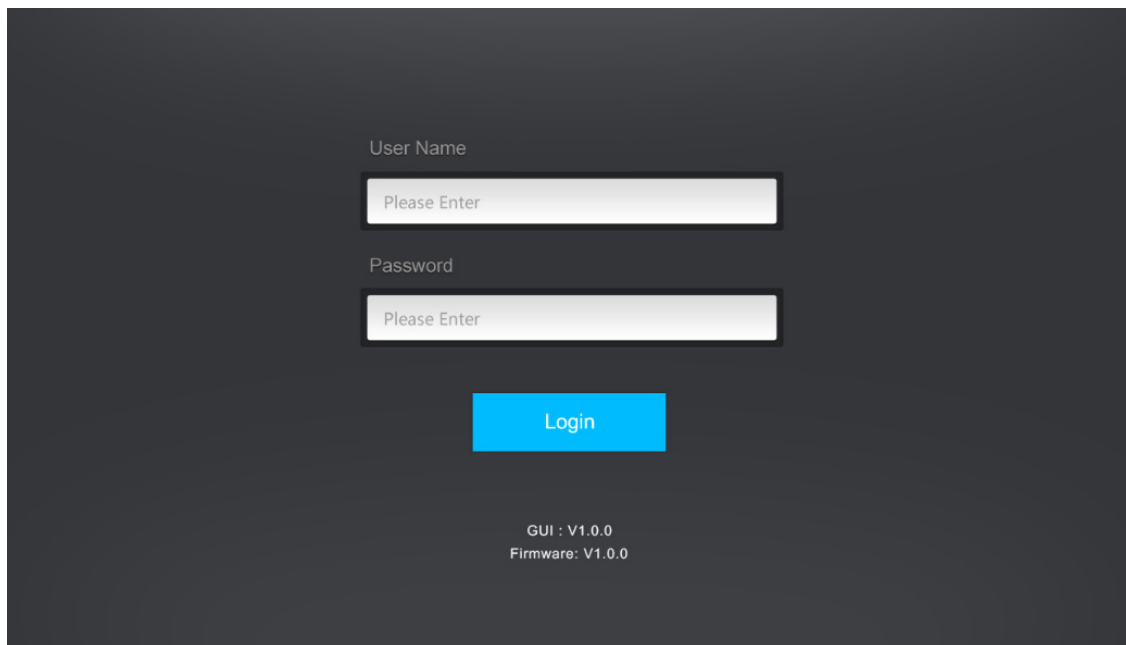 User Name
Please Enter
Password
Please Enter
Login
GUI : V1.0.0
Firmware: V1.0.0